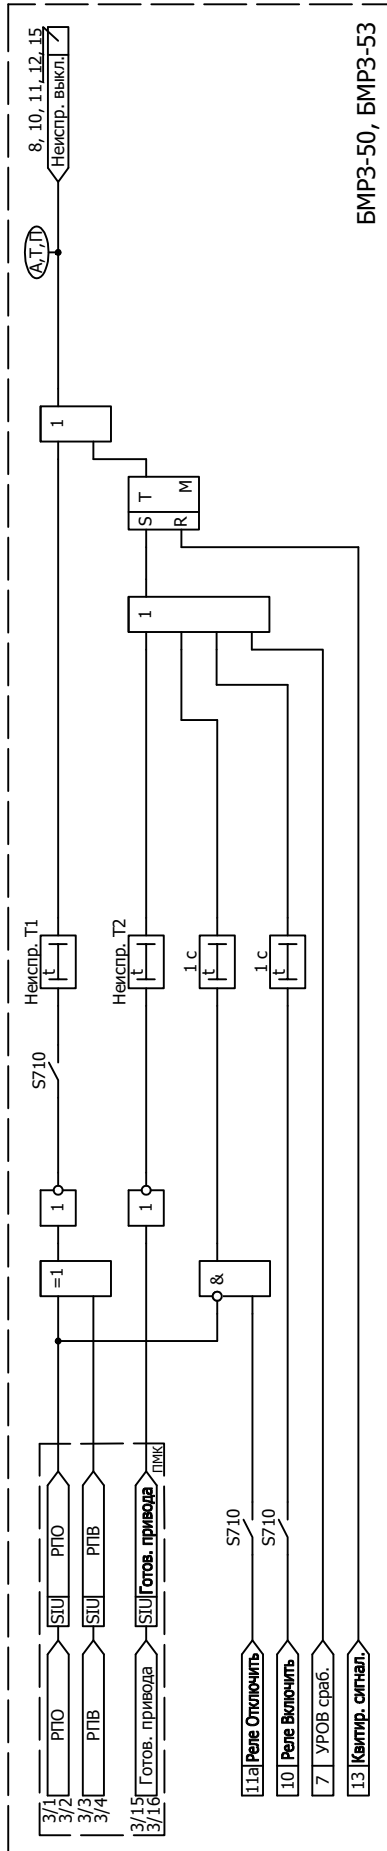 3/1
3/2
РПО
SIU
РПО
3/3
3/4
РПВ
SIU
РПВ
3/15
3/16
Готов. привода
SIU
Готов. привода
ПМК
=1
1
S710
Неиспр. Т1
t
1
А,Т,П
8, 10, 11, 12, 15
Неиспр. выкл.
1
Неиспр. Т2
t
1
S
T
R
M
&
1 с
t
1 с
t
11а
Реле Отключить
S710
10
Реле Включить
S710
7
УРОВ сраб.
13
Квитир. сигнал.
БМРЗ-50, БМРЗ-53